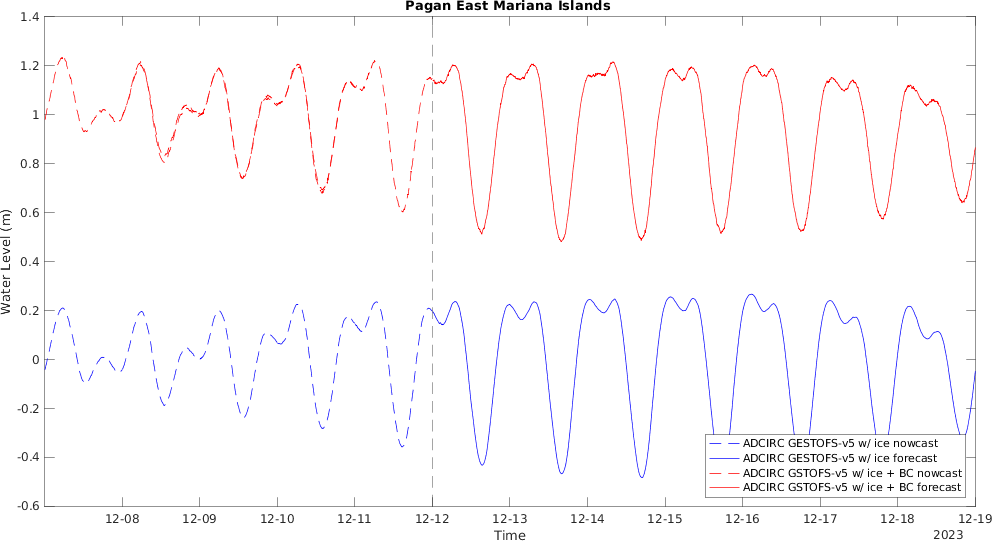 Pagan East Mariana Islands
1.4
1.2
1
0.8
0.6
0.4
0.2
0
-0.2
-0.4
-0.6
Water Level (m)
ADCIRC GESTOFS-v5 w/ ice nowcast
ADCIRC GESTOFS-v5 w/ ice forecast
ADCIRC GSTOFS-v5 w/ ice + BC nowcast
ADCIRC GSTOFS-v5 w/ ice + BC forecast
12-08 12-09 12-10 12-11 12-12 12-13 12-14 12-15 12-16 12-17 12-18 12-19
Time
2023